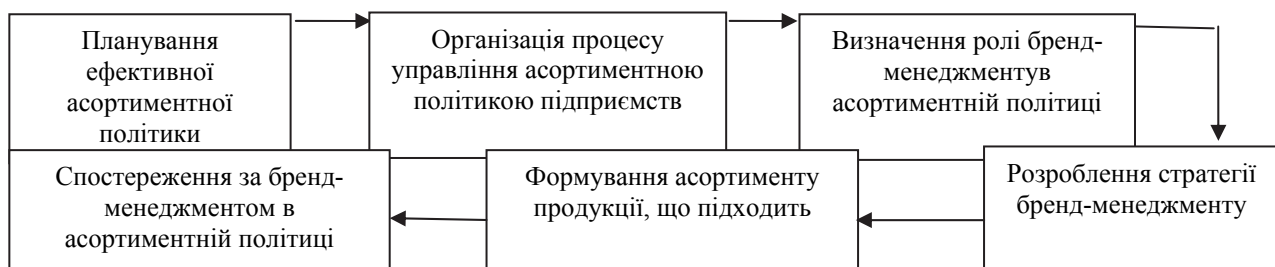 Планування
ефективної
асортиментної
політики
Організація процесу
управління асортиментною
політикою підприємств
Визначення ролі бренд-
менеджментув
асортиментній політиці
Розроблення стратегії
бренд-менеджменту
Формування асортименту
продукції, що підходить
Спостереження за бренд-
менеджментом в
асортиментній політиці